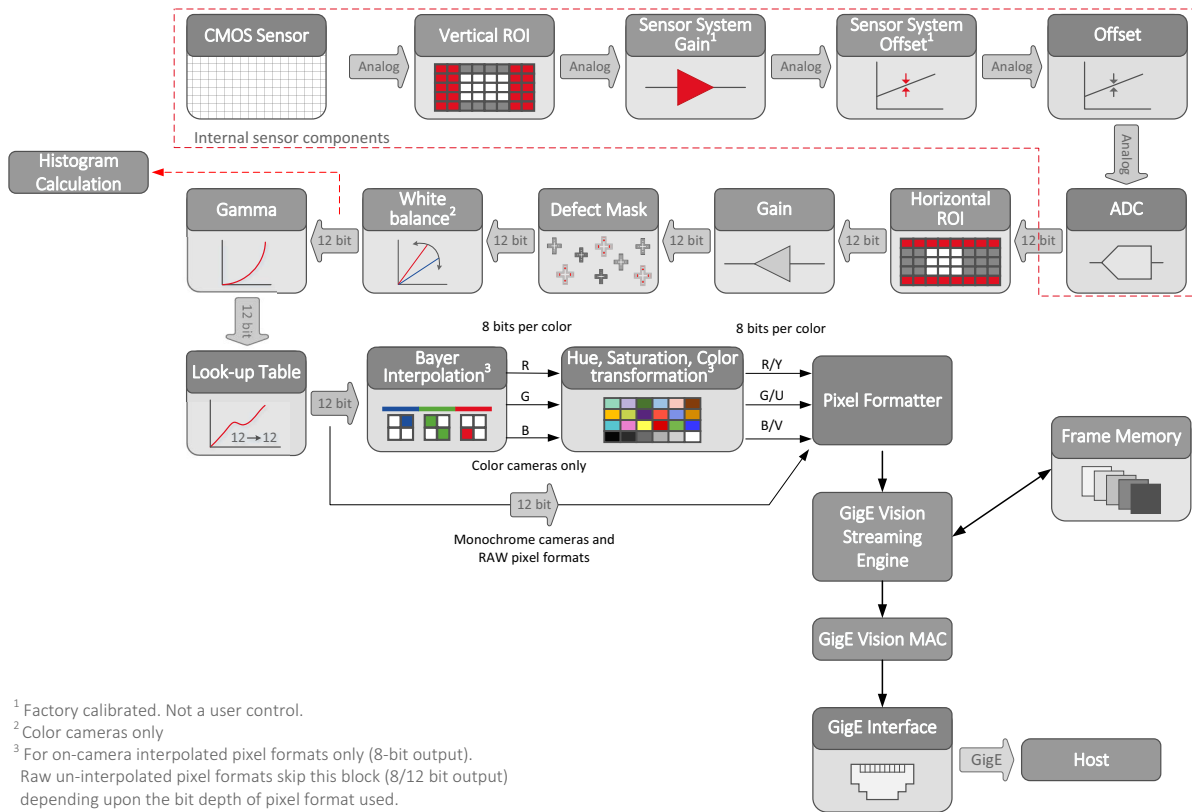 CMOS Sensor
Analog
Vertical ROI
Analog
Sensor System
Gain1
Analog
Sensor System
Offset1
Analog
Offset
Internal sensor components
Analog
Histogram
Calculation
Gamma
12 bit
White
balance2
12 bit
Defect Mask
12 bit
Gain
12 bit
Horizontal
ROI
12 bit
ADC
12 bit
8 bits per color
8 bits per color
Look-up Table
12→12
12 bit
Bayer
Interpolation3
R
G
B
Hue, Saturation, Color
transformation3
R/Y
G/U
B/V
Pixel Formatter
Color cameras only
12 bit
Monochrome cameras and
RAW pixel formats
Frame Memory
GigE Vision
Streaming
Engine
GigE Vision MAC
GigE Interface
GigE
Host
1 Factory calibrated. Not a user control.
2 Color cameras only
3 For on-camera interpolated pixel formats only (8-bit output).
Raw un-interpolated pixel formats skip this block (8/12 bit output)
depending upon the bit depth of pixel format used.